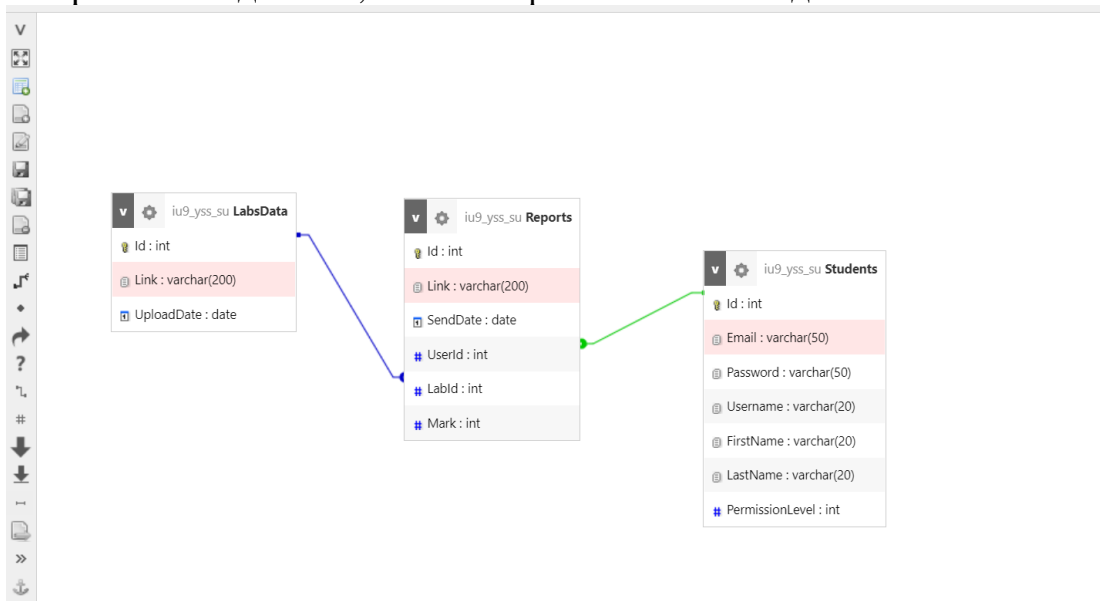 iu9_yss_su LabsData
Id : int
Link : varchar(200)
UploadDate : date
iu9_yss_su Reports
Id : int
Link : varchar(200)
SendDate : date
UserId : int
LabId : int
Mark : int
iu9_yss_su Students
Id : int
Email : varchar(50)
Password : varchar(50)
Username : varchar(20)
FirstName : varchar(20)
LastName : varchar(20)
PermissionLevel : int